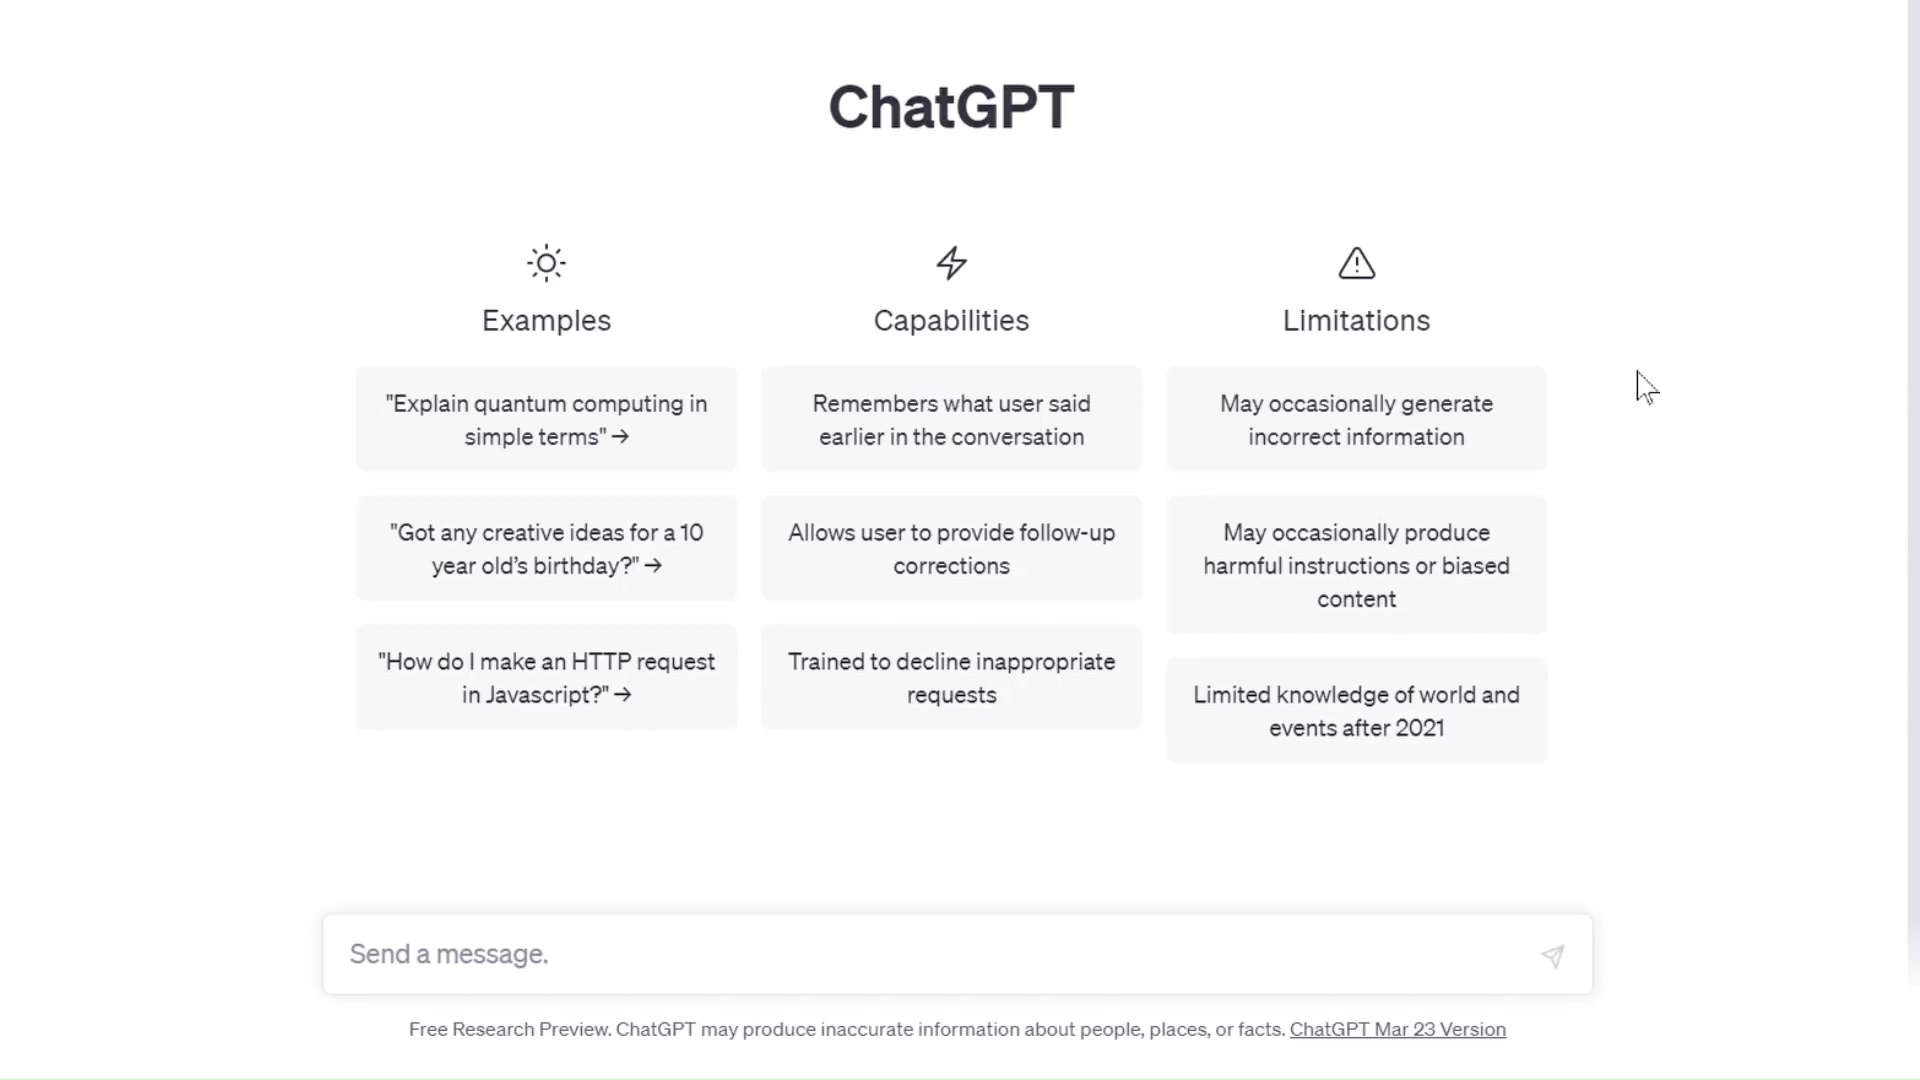 ChatGPT
Examples
"Explain quantum computing in
simple terms" →
"Got any creative ideas for a 10
year old’s birthday?" →
"How do I make an HTTP request
in Javascript?" →
Capabilities
Remembers what user said
earlier in the conversation
Allows user to provide follow-up
corrections
Trained to decline inappropriate
requests
Limitations
May occasionally generate
incorrect information
May occasionally produce
harmful instructions or biased
content
Limited knowledge of world and
events after 2021
Send a message.
Free Research Preview. ChatGPT may produce inaccurate information about people, places, or facts. ChatGPT Mar 23 Version